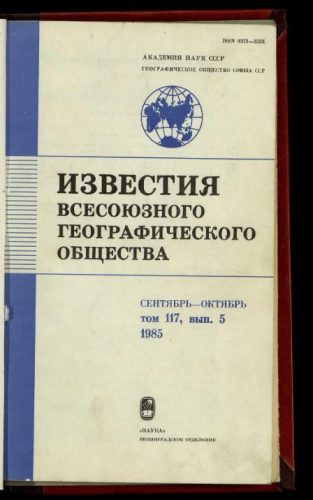 ISSN 0373—353X
АКАДЕМИЯ НАУК СССР
ГЕОГРАФИЧЕСКОЕ ОБЩЕСТВО СОЮЗА ССР
ИЗВЕСТИЯ
ВСЕСОЮЗНОГО
ГЕОГРАФИЧЕСКОГО
ОБЩЕСТВА
СЕНТЯБРЬ—ОКТЯБРЬ
том 117, вып. 5
1985
«НАУКА»
ЛЕНИНГРАДСКОЕ ОТДЕЛЕНИЕ